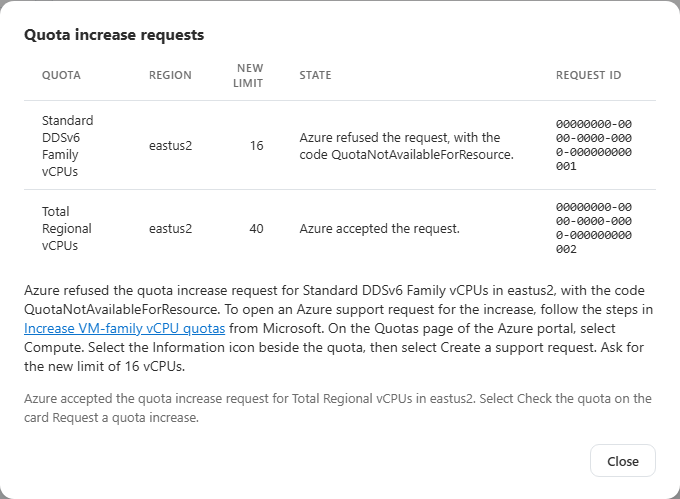 Quota increase requests
QUOTA
REGION
NEW
LIMIT
STATE
REQUEST ID
Standard
DDSv6
Family
vCPUs
eastus2
16
Azure refused the request, with the
code QuotaNotAvailableForResource.
00000000-00
00-0000-000
0-000000000
001
Total
Regional
vCPUs
eastus2
40
Azure accepted the request.
00000000-00
00-0000-000
0-000000000
002
Azure refused the quota increase request for Standard DDSv6 Family vCPUs in eastus2, with the code
QuotaNotAvailableForResource. To open an Azure support request for the increase, follow the steps in
Increase VM-family vCPU quotas from Microsoft. On the Quotas page of the Azure portal, select
Compute. Select the Information icon beside the quota, then select Create a support request. Ask for
the new limit of 16 vCPUs.
Azure accepted the quota increase request for Total Regional vCPUs in eastus2. Select Check the quota on the
card Request a quota increase.
Close